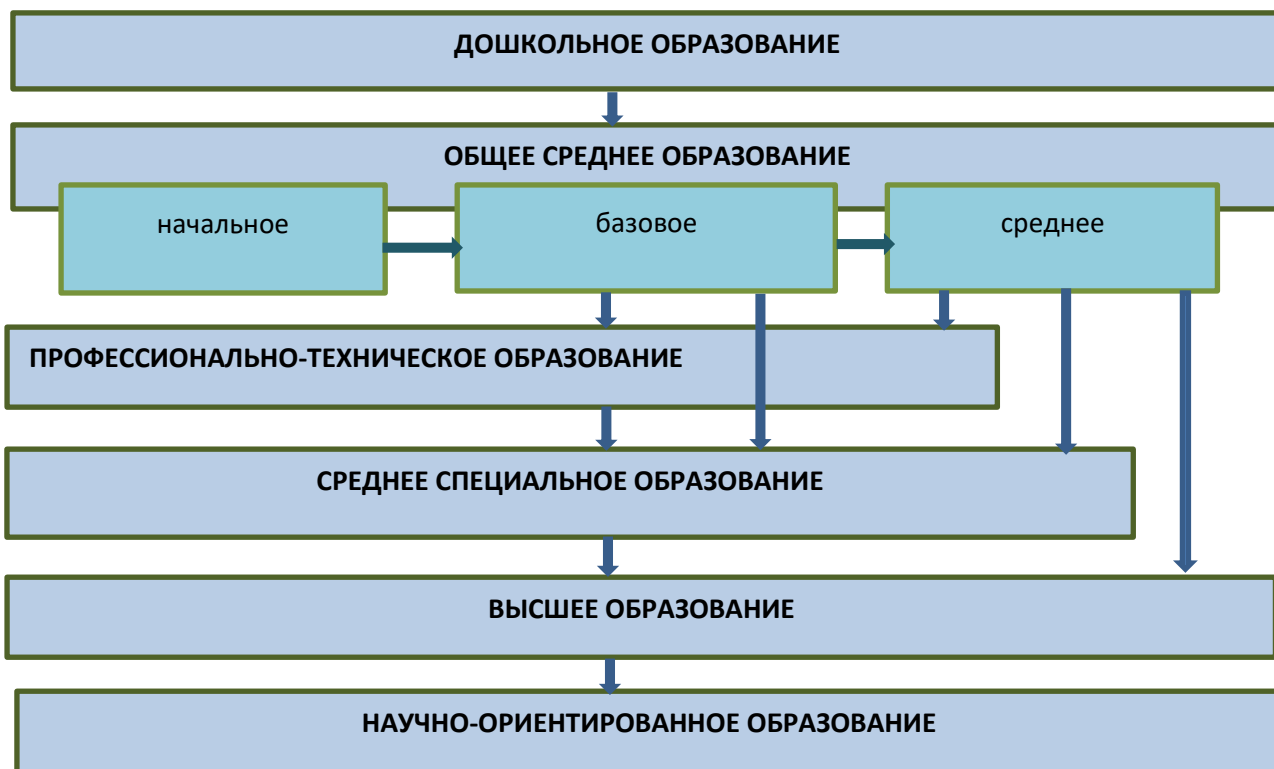 ДОШКОЛЬНОЕ ОБРАЗОВАНИЕ
ОБЩЕЕ СРЕДНЕЕ ОБРАЗОВАНИЕ
начальное
базовое
среднее
ПРОФЕССИОНАЛЬНО-ТЕХНИЧЕСКОЕ ОБРАЗОВАНИЕ
СРЕДНЕЕ СПЕЦИАЛЬНОЕ ОБРАЗОВАНИЕ
ВЫСШЕЕ ОБРАЗОВАНИЕ
НАУЧНО-ОРИЕНТИРОВАННОЕ ОБРАЗОВАНИЕ